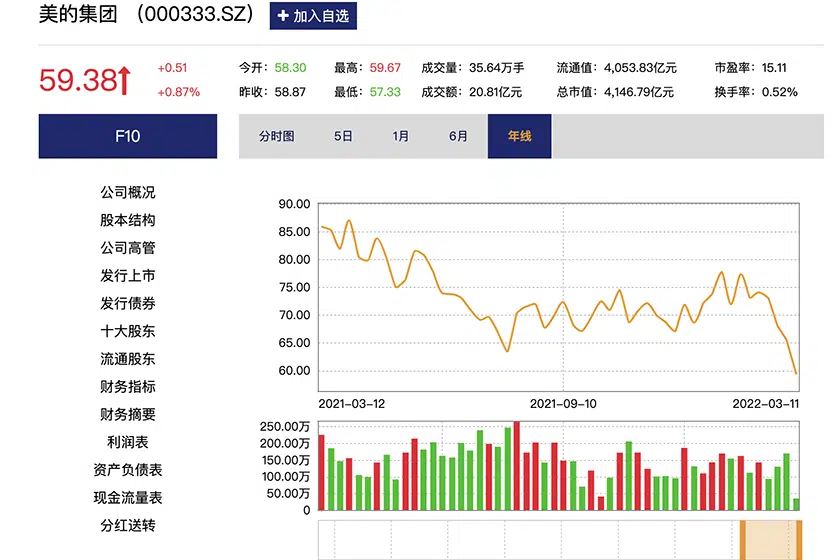 美的集团 (000333.SZ) + 加入自选
59.38 +0.51 今开：58.30 最高：59.67 成交量：35.64万手 流通值：4,053.83亿元 市盈率：15.11
+0.87% 昨收：58.87 最低：57.33 成交额：20.81亿元 总市值：4,146.79亿元 换手率：0.52%
F10 分时图 5日 1月 6月 年线
公司概况
股本结构
公司高管
发行上市
发行债券
十大股东
流通股东
财务指标
财务摘要
利润表
资产负债表
现金流量表
分红送转
90.00
85.00
80.00
75.00
70.00
65.00
60.00
2021-03-12 2021-09-10 2022-03-11
250.00万
200.00万
150.00万
100.00万
50.00万
0